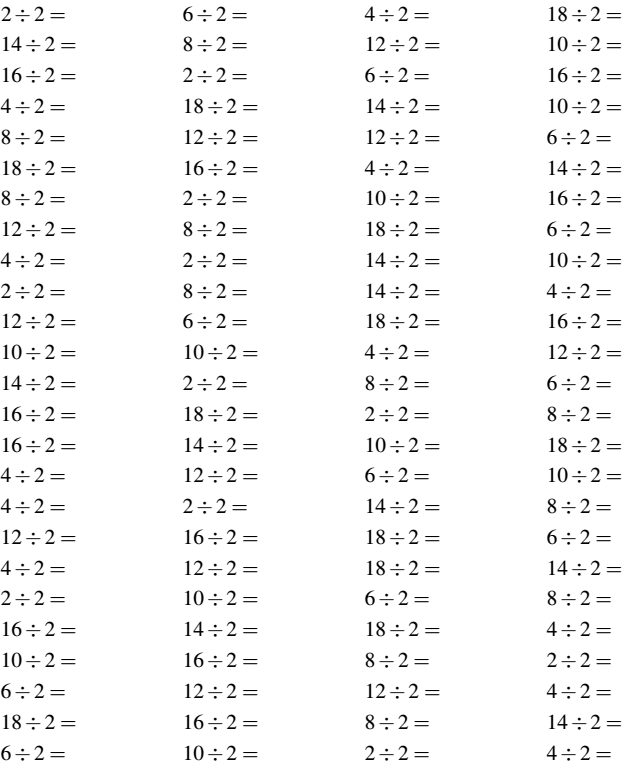 2 ÷ 2 = 6 ÷ 2 = 4 ÷ 2 = 18 ÷ 2 =
14 ÷ 2 = 8 ÷ 2 = 12 ÷ 2 = 10 ÷ 2 =
16 ÷ 2 = 2 ÷ 2 = 6 ÷ 2 = 16 ÷ 2 =
4 ÷ 2 = 18 ÷ 2 = 14 ÷ 2 = 10 ÷ 2 =
8 ÷ 2 = 12 ÷ 2 = 12 ÷ 2 = 6 ÷ 2 =
18 ÷ 2 = 16 ÷ 2 = 4 ÷ 2 = 14 ÷ 2 =
8 ÷ 2 = 2 ÷ 2 = 10 ÷ 2 = 16 ÷ 2 =
12 ÷ 2 = 8 ÷ 2 = 18 ÷ 2 = 6 ÷ 2 =
4 ÷ 2 = 2 ÷ 2 = 14 ÷ 2 = 10 ÷ 2 =
2 ÷ 2 = 8 ÷ 2 = 14 ÷ 2 = 4 ÷ 2 =
12 ÷ 2 = 6 ÷ 2 = 18 ÷ 2 = 16 ÷ 2 =
10 ÷ 2 = 10 ÷ 2 = 4 ÷ 2 = 12 ÷ 2 =
14 ÷ 2 = 2 ÷ 2 = 8 ÷ 2 = 6 ÷ 2 =
16 ÷ 2 = 18 ÷ 2 = 2 ÷ 2 = 8 ÷ 2 =
16 ÷ 2 = 14 ÷ 2 = 10 ÷ 2 = 18 ÷ 2 =
4 ÷ 2 = 12 ÷ 2 = 6 ÷ 2 = 10 ÷ 2 =
4 ÷ 2 = 2 ÷ 2 = 14 ÷ 2 = 8 ÷ 2 =
12 ÷ 2 = 16 ÷ 2 = 18 ÷ 2 = 6 ÷ 2 =
4 ÷ 2 = 12 ÷ 2 = 18 ÷ 2 = 14 ÷ 2 =
2 ÷ 2 = 10 ÷ 2 = 6 ÷ 2 = 8 ÷ 2 =
16 ÷ 2 = 14 ÷ 2 = 18 ÷ 2 = 4 ÷ 2 =
10 ÷ 2 = 16 ÷ 2 = 8 ÷ 2 = 2 ÷ 2 =
6 ÷ 2 = 12 ÷ 2 = 12 ÷ 2 = 4 ÷ 2 =
18 ÷ 2 = 16 ÷ 2 = 8 ÷ 2 = 14 ÷ 2 =
6 ÷ 2 = 10 ÷ 2 = 2 ÷ 2 = 4 ÷ 2 =